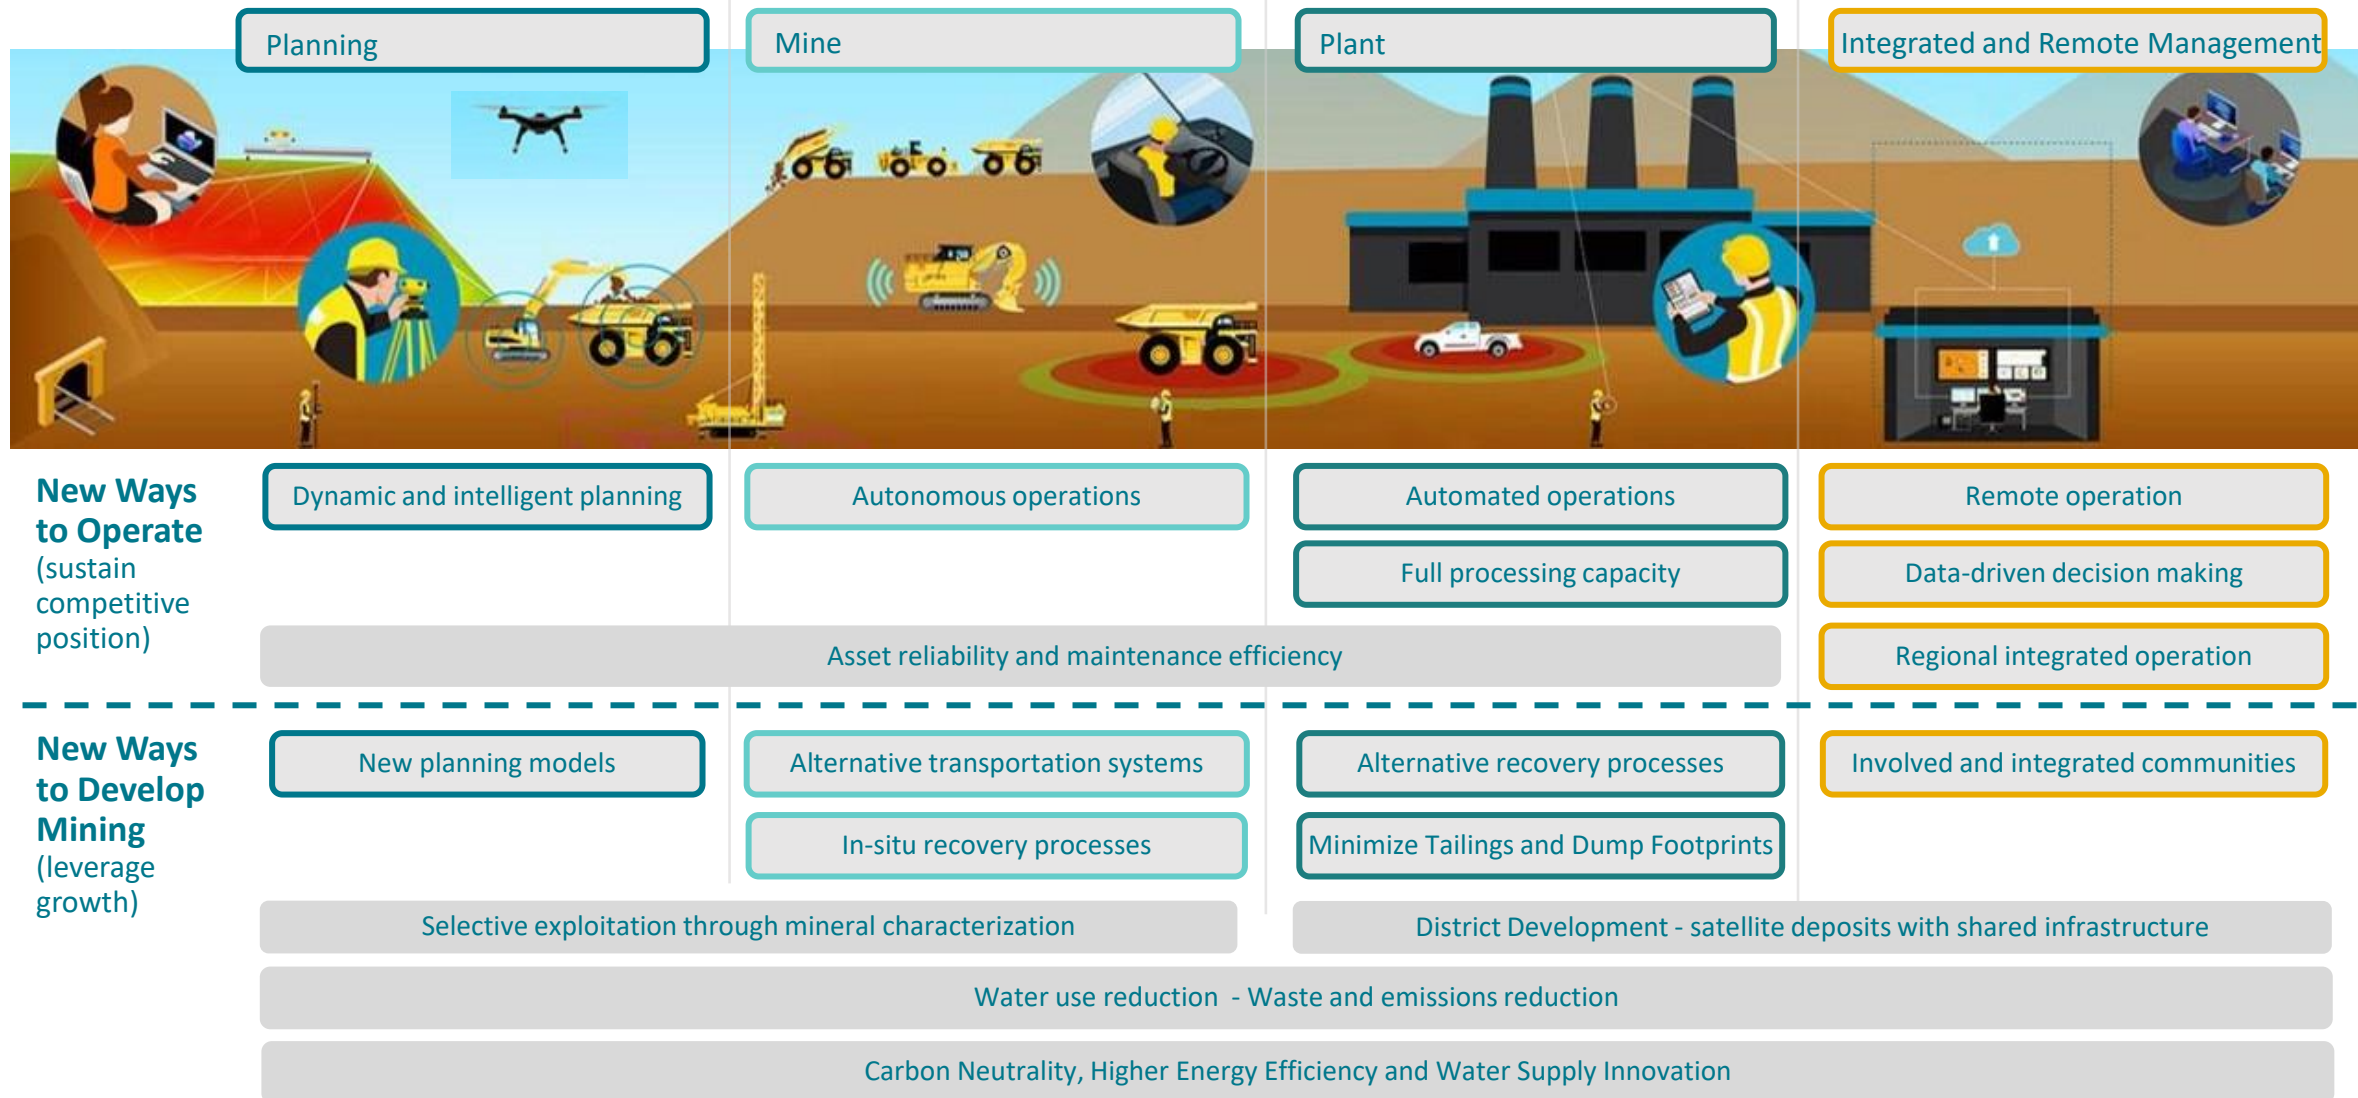 Planning
Mine
Plant
Integrated and Remote Management
New Ways
to Operate
(sustain
competitive
position)
Dynamic and intelligent planning
Autonomous operations
Automated operations
Remote operation
Full processing capacity
Data-driven decision making
Asset reliability and maintenance efficiency
Regional integrated operation
New Ways
to Develop
Mining
(leverage
growth)
New planning models
Alternative transportation systems
Alternative recovery processes
Involved and integrated communities
In-situ recovery processes
Minimize Tailings and Dump Footprints
Selective exploitation through mineral characterization
District Development - satellite deposits with shared infrastructure
Water use reduction - Waste and emissions reduction
Carbon Neutrality, Higher Energy Efficiency and Water Supply Innovation